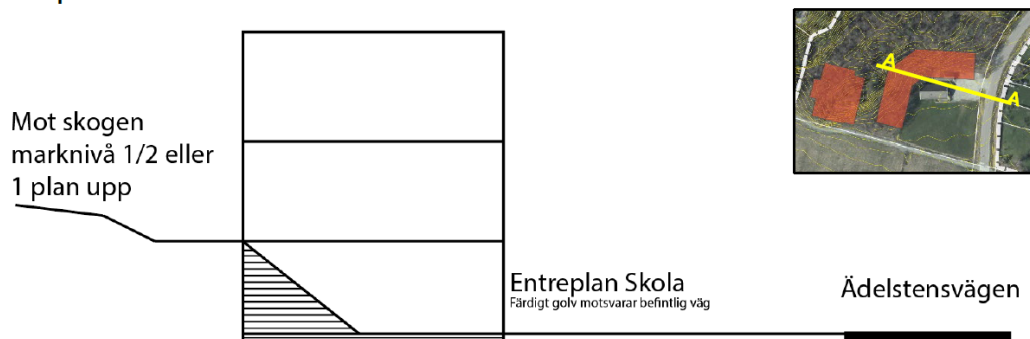 Mot skogen
marknivå 1/2 eller
1 plan upp
Entreplan Skola
Färdigt golv motsvarar befintlig väg
Ädelstensvägen
A
A